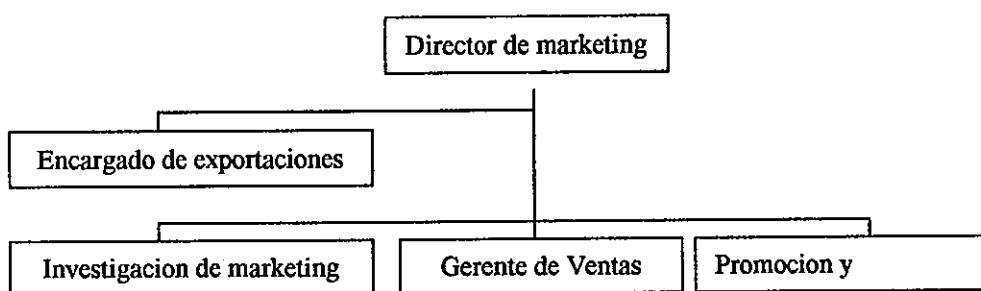 Director de marketing
Encargado de exportaciones
Investigacion de marketing
Gerente de Ventas
Promocion y